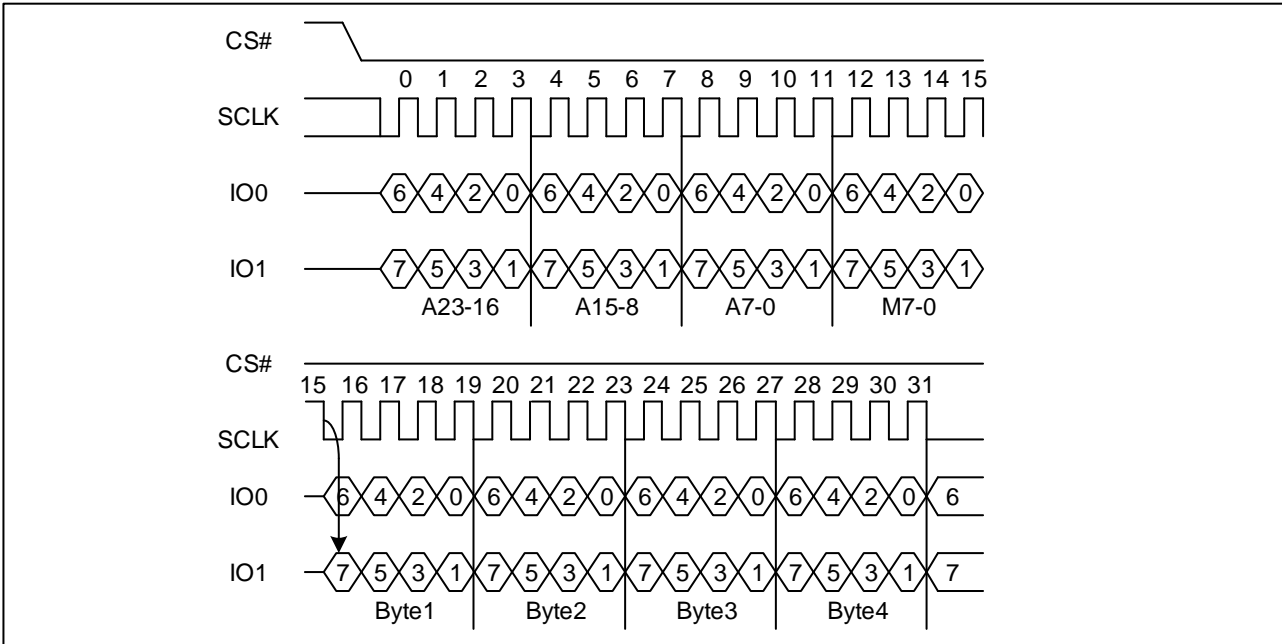 CS#
0 1 2 3 4 5 6 7 8 9 10 11 12 13 14 15
SCLK
IO0 6 4 2 0 6 4 2 0 6 4 2 0 6 4 2 0
IO1 7 5 3 1 7 5 3 1 7 5 3 1 7 5 3 1
A23-16 A15-8 A7-0 M7-0
CS#
15 16 17 18 19 20 21 22 23 24 25 26 27 28 29 30 31
SCLK
IO0 6 4 2 0 6 4 2 0 6 4 2 0 6 4 2 0 6
IO1 7 5 3 1 7 5 3 1 7 5 3 1 7 5 3 1 7
Byte1 Byte2 Byte3 Byte4